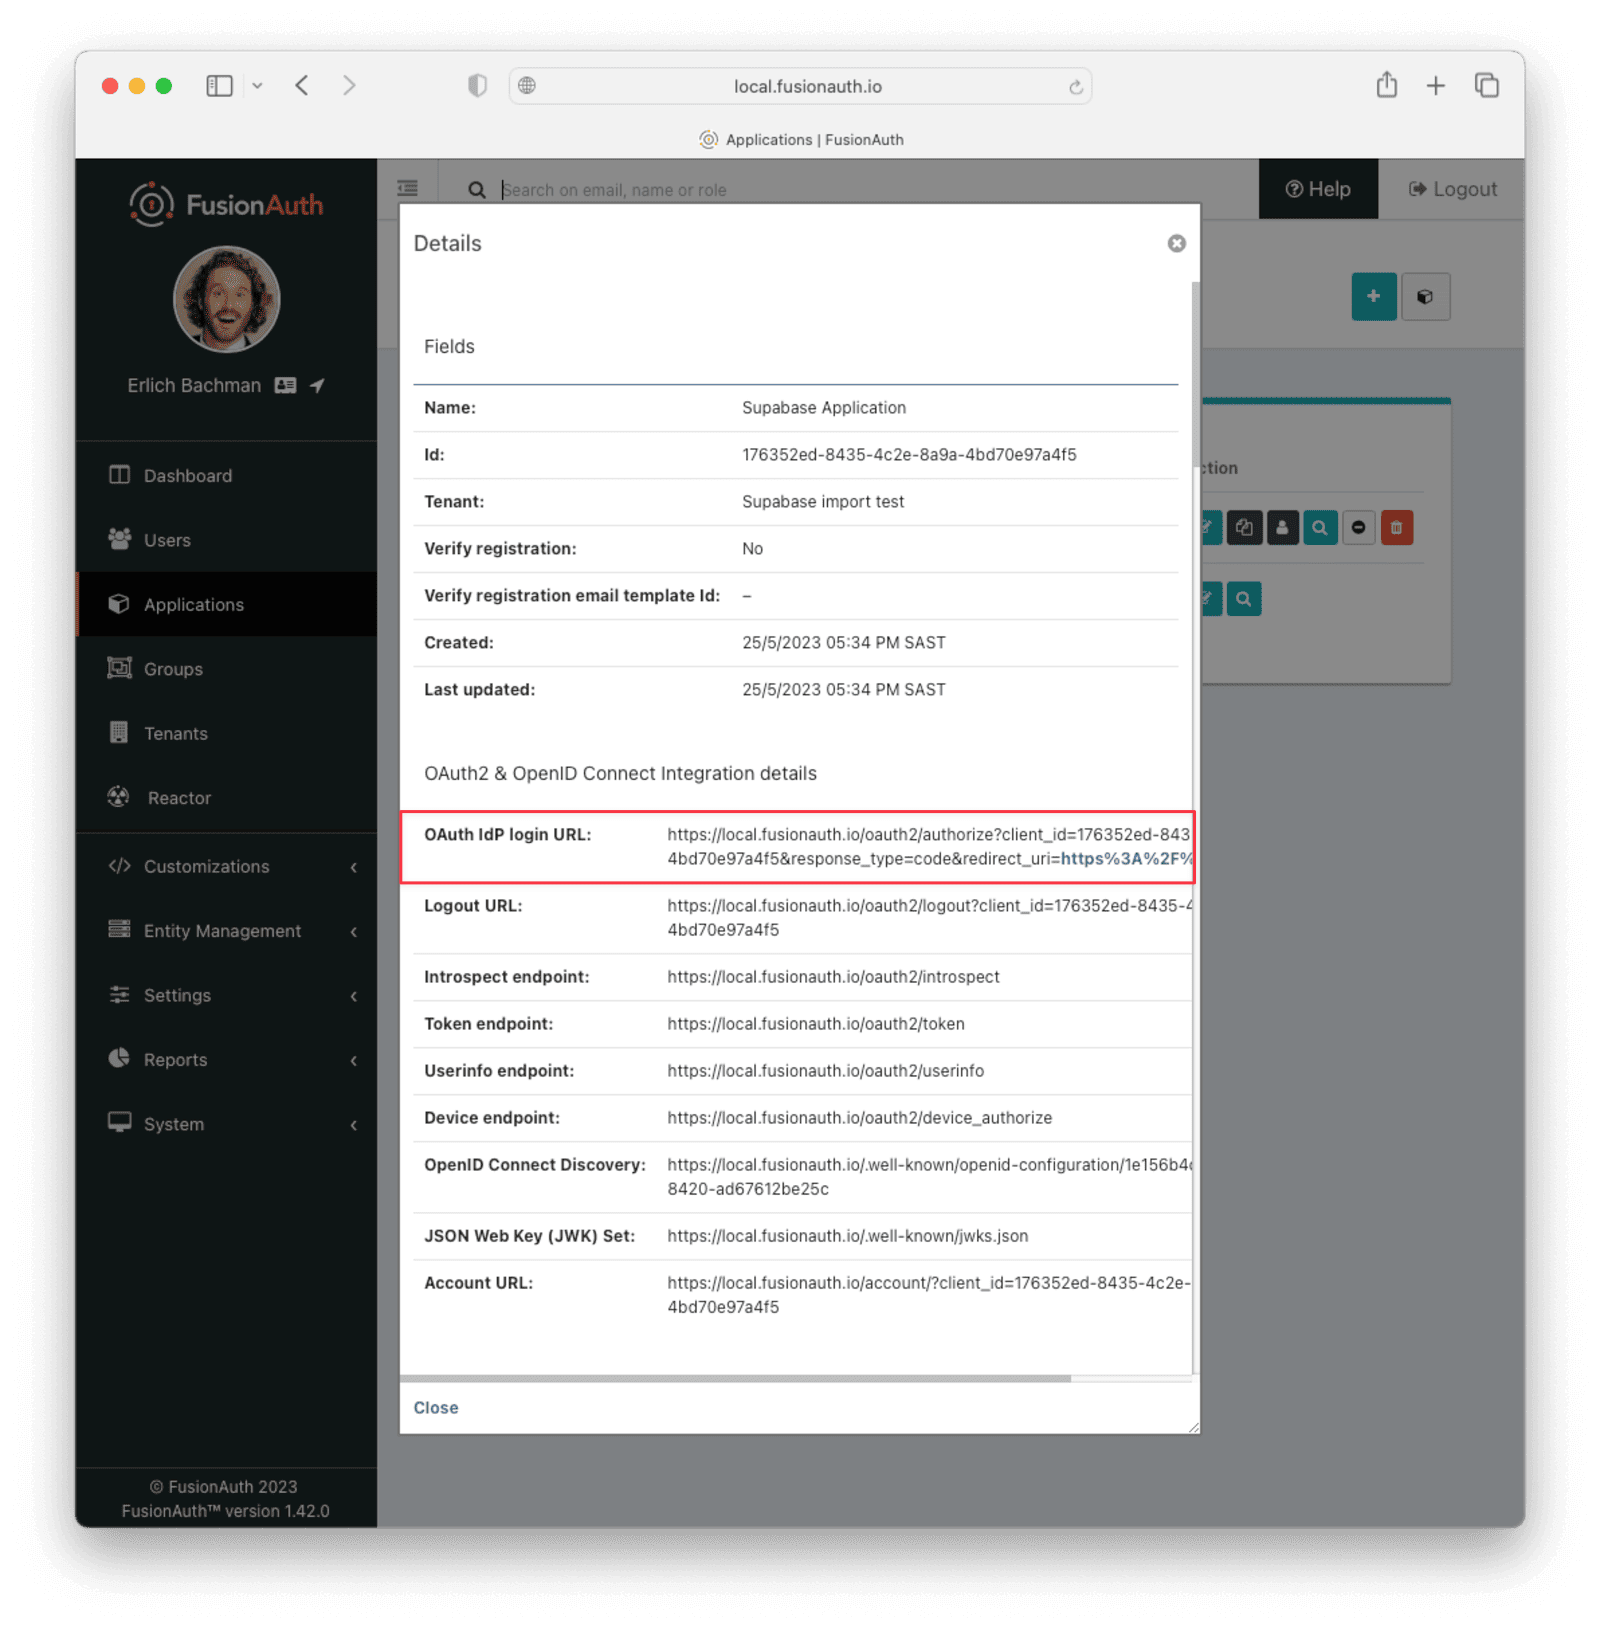 local.fusionauth.io
Applications | FusionAuth
FusionAuth
Erlich Bachman
Dashboard
Users
Applications
Groups
Tenants
Reactor
Customizations
Entity Management
Settings
Reports
System
© FusionAuth 2023
FusionAuth™ version 1.42.0
Search on email, name or role
Help
Logout
Details
Fields
Name: Supabase Application
Id: 176352ed-8435-4c2e-8a9a-4bd70e97a4f5
Tenant: Supabase import test
Verify registration: No
Verify registration email template Id: –
Created: 25/5/2023 05:34 PM SAST
Last updated: 25/5/2023 05:34 PM SAST
OAuth2 & OpenID Connect Integration details
OAuth IdP login URL: https://local.fusionauth.io/oauth2/authorize?client_id=176352ed-843
4bd70e97a4f5&response_type=code&redirect_uri=https%3A%2F%
Logout URL: https://local.fusionauth.io/oauth2/logout?client_id=176352ed-8435-4
4bd70e97a4f5
Introspect endpoint: https://local.fusionauth.io/oauth2/introspect
Token endpoint: https://local.fusionauth.io/oauth2/token
Userinfo endpoint: https://local.fusionauth.io/oauth2/userinfo
Device endpoint: https://local.fusionauth.io/oauth2/device_authorize
OpenID Connect Discovery: https://local.fusionauth.io/.well-known/openid-configuration/1e156b4
8420-ad67612be25c
JSON Web Key (JWK) Set: https://local.fusionauth.io/.well-known/jwks.json
Account URL: https://local.fusionauth.io/account/?client_id=176352ed-8435-4c2e-
4bd70e97a4f5
Close
ction